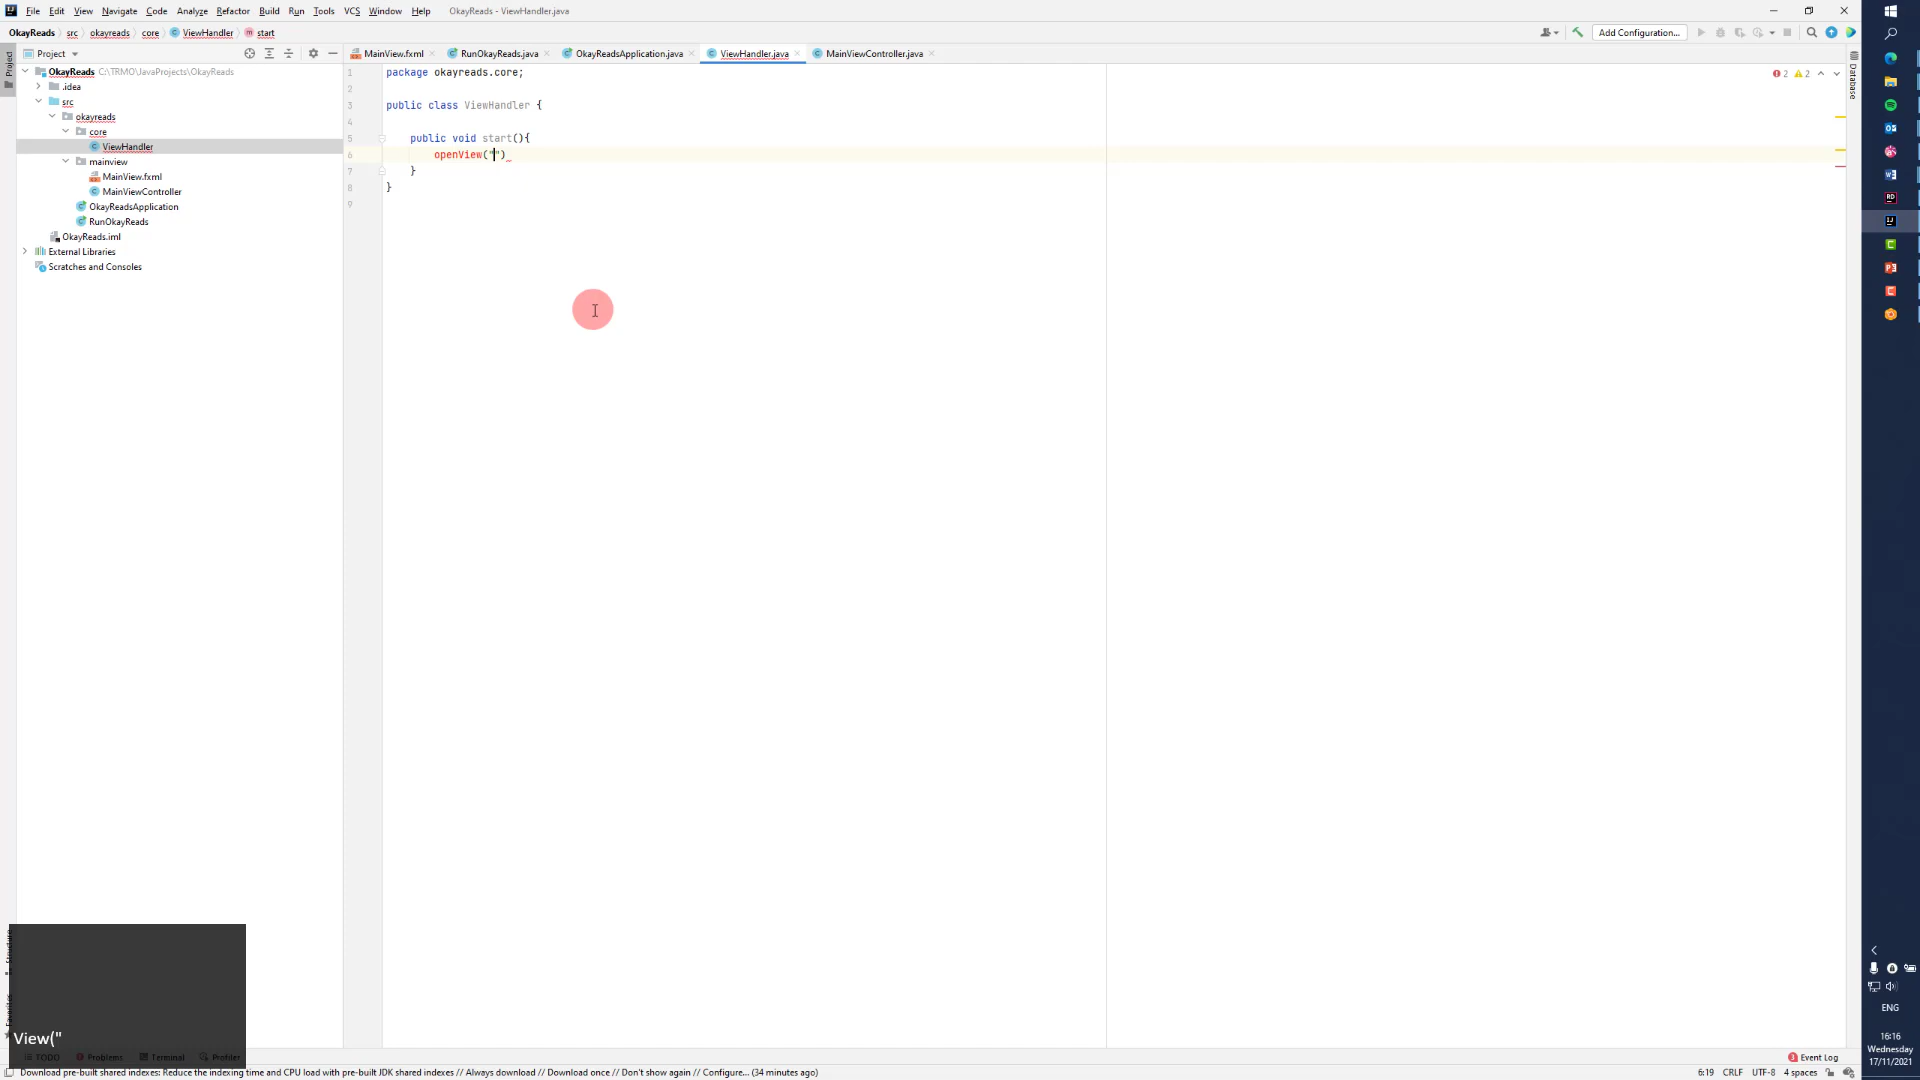 File Edit View Navigate Code Analyze Refactor Build Run Tools VCS Window Help OkayReads - ViewHandler.java
OkayReads src okayreads core ViewHandler start Add Configuration...
Project MainView.fxml RunOkayReads.java OkayReadsApplication.java ViewHandler.java MainViewController.java
Project
Database
OkayReads C:\TRMO\JavaProjects\OkayReads
.idea
src
okayreads
core
ViewHandler
mainview
MainView.fxml
MainViewController
OkayReadsApplication
RunOkayReads
OkayReads.iml
External Libraries
Scratches and Consoles
1 package okayreads.core;
2
3 public class ViewHandler {
4
5 public void start(){
6 openView("")
7 }
8 }
9
2 2
View("
TODO Problems Terminal Profiler
3 Event Log
Download pre-built shared indexes: Reduce the indexing time and CPU load with pre-built JDK shared indexes // Always download // Download once // Don't show again // Configure... (34 minutes ago)
6:19 CRLF UTF-8 4 spaces
ENG
16:16
Wednesday
17/11/2021